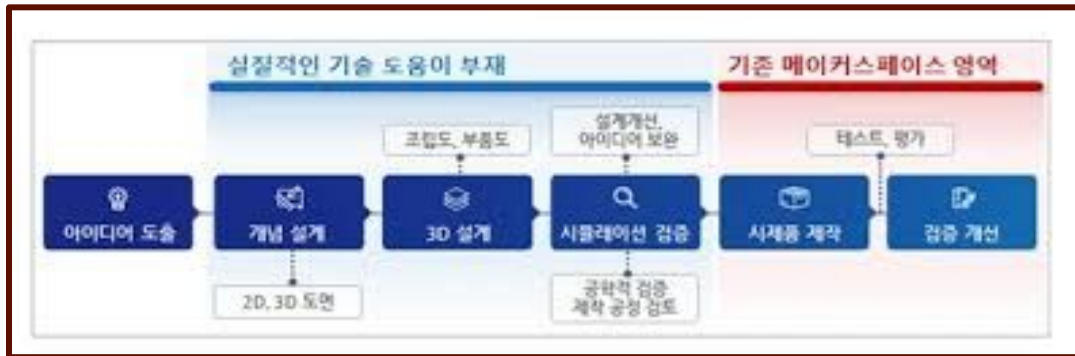 실질적인 기술 도움이 부재
기존 메이커스페이스 영역
조립도, 부품도
설계개선,
아이디어 보완
테스트, 평가
아이디어 도출
개념 설계
3D 설계
시뮬레이션 검증
시제품 제작
검증 개선
2D, 3D 도면
공학적 검증
제작 공정 검토